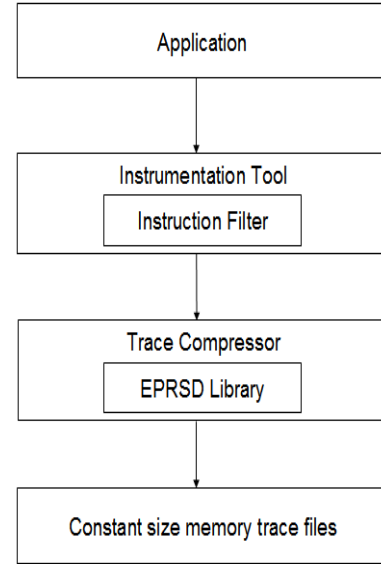 Application
Instrumentation Tool
Instruction Filter
Trace Compressor
EPRSD Library
Constant size memory trace files